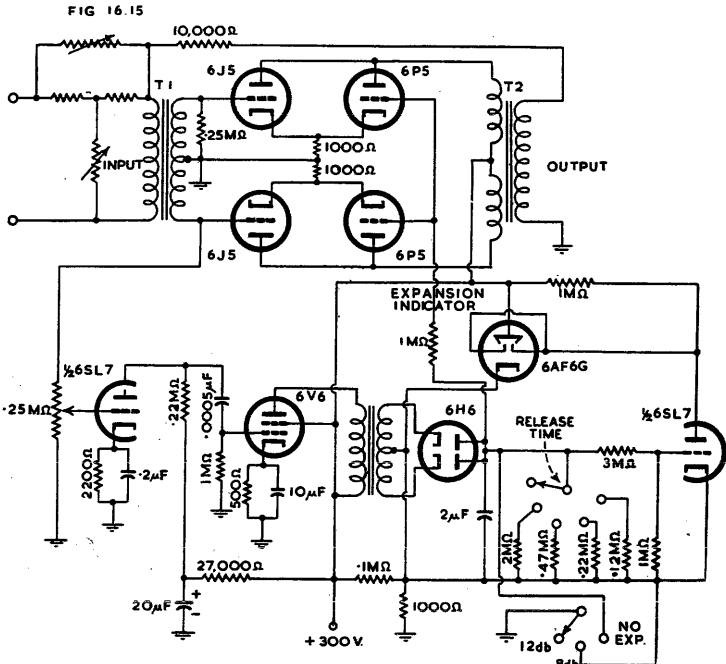 FIG 16.15
10,000Ω
6J5
6P5
T1
T2
.25MΩ
1000Ω
1000Ω
INPUT
OUTPUT
6J5
6P5
EXPANSION
INDICATOR
1MΩ
1MΩ
6AF6G
½6SL7
.25MΩ
.22MΩ
.0005µF
6V6
6H6
RELEASE
TIME
½6SL7
3MΩ
2200Ω
.2µF
1MΩ
500Ω
10µF
2µF
2MΩ
.47MΩ
.22MΩ
.12MΩ
1MΩ
27,000Ω
.1MΩ
20µF
+
-
1000Ω
+300V.
NO
EXP.
12db
8db